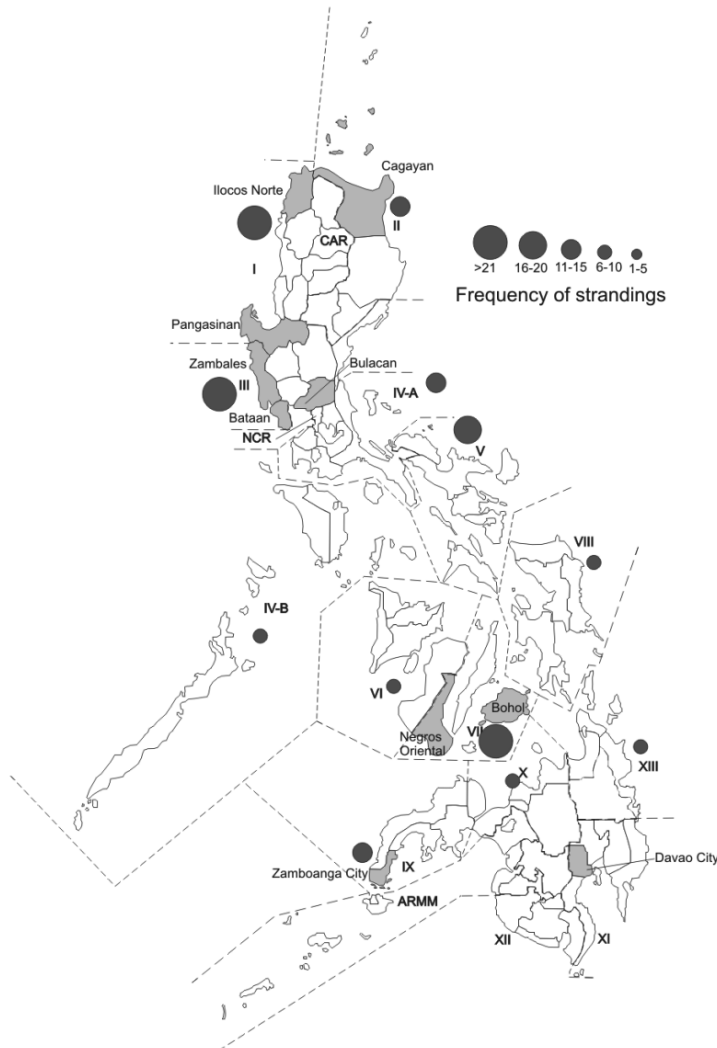 Cagayan
Ilocos Norte
II
CAR
I
>21 16-20 11-15 6-10 1-5
Frequency of strandings
Pangasinan
Zambales
Bulacan
III
IV-A
Bataan
NCR
V
VIII
IV-B
VI
Bohol
VII
Negros
Oriental
XIII
X
Zamboanga City
IX
Davao City
ARMM
XII
XI